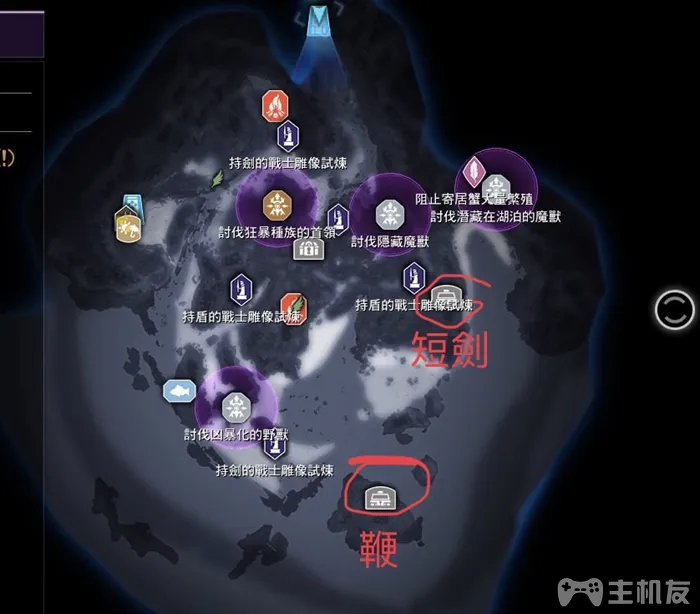 !)
持劍的戰士雕像試煉
阻止寄居蟹大量繁殖
討伐潛藏在湖泊的魔獸
討伐狂暴種族的首領
討伐隱藏魔獸
持盾的戰士雕像試煉
持盾的戰士雕像試煉
短劍
討伐凶暴化的野獸
持劍的戰士雕像試煉
鞭
主机友